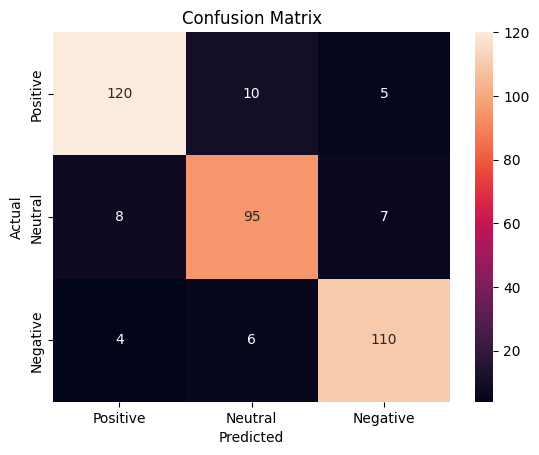 Confusion Matrix
Positive 120 10 5
Neutral 8 95 7
Negative 4 6 110
Actual
Positive Neutral Negative
Predicted
120
100
80
60
40
20